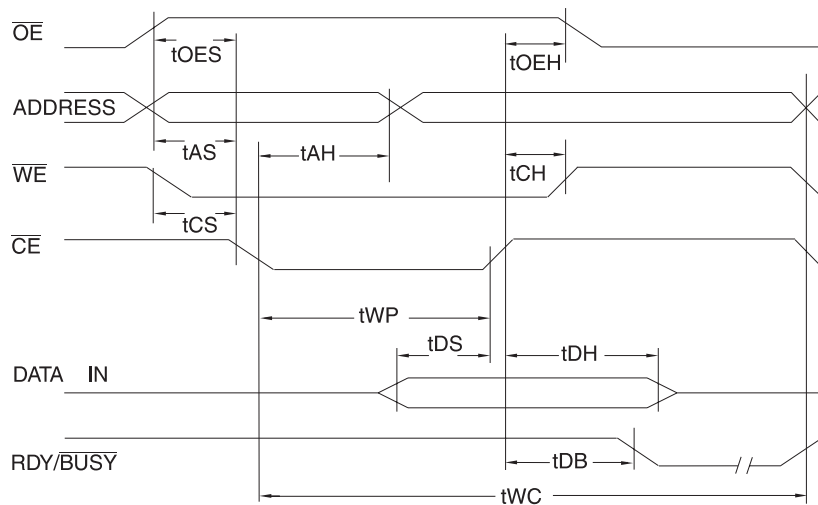 OE
tOES
tOEH
ADDRESS
tAS
tAH
WE
tCH
tCS
CE
tWP
tDS
tDH
DATA IN
RDY/BUSY
tDB
tWC